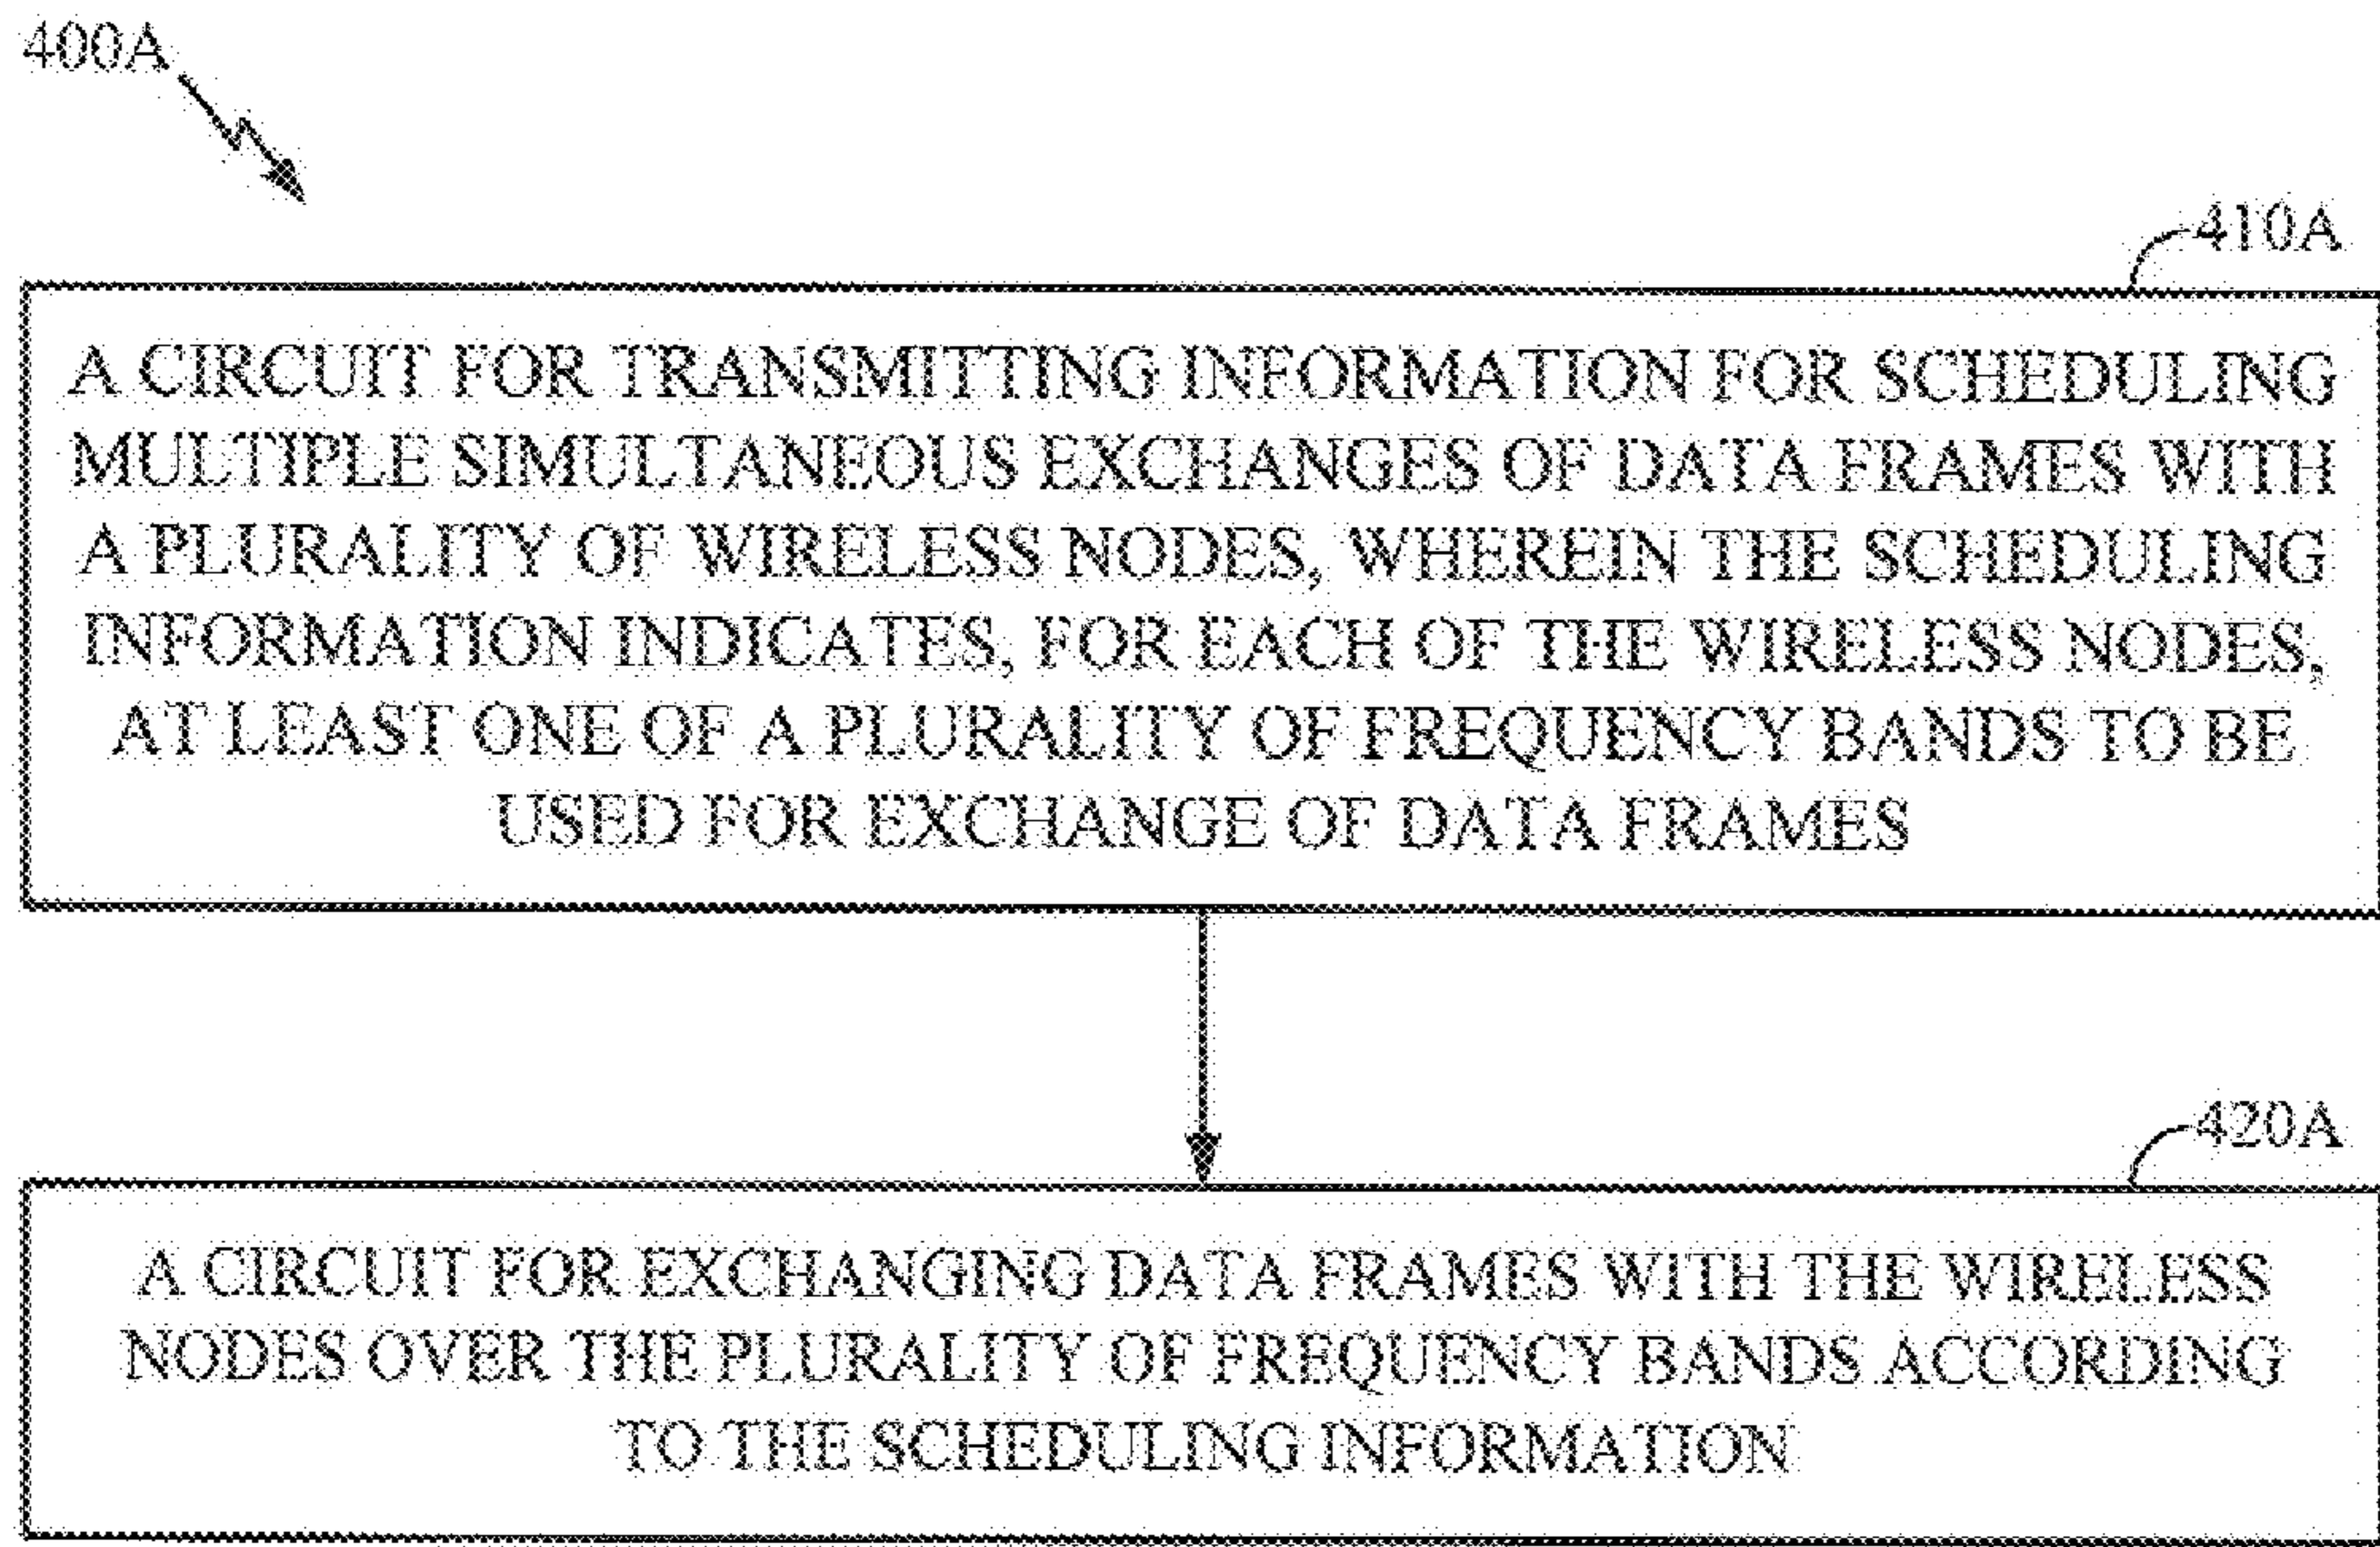 400A
410A
A CIRCUIT FOR TRANSMITTING INFORMATION FOR SCHEDULING
MULTIPLE SIMULTANEOUS EXCHANGES OF DATA FRAMES WITH
A PLURALITY OF WIRELESS NODES, WHEREIN THE SCHEDULING
INFORMATION INDICATES, FOR EACH OF THE WIRELESS NODES,
AT LEAST ONE OF A PLURALITY OF FREQUENCY BANDS TO BE
USED FOR EXCHANGE OF DATA FRAMES
420A
A CIRCUIT FOR EXCHANGING DATA FRAMES WITH THE WIRELESS
NODES OVER THE PLURALITY OF FREQUENCY BANDS ACCORDING
TO THE SCHEDULING INFORMATION